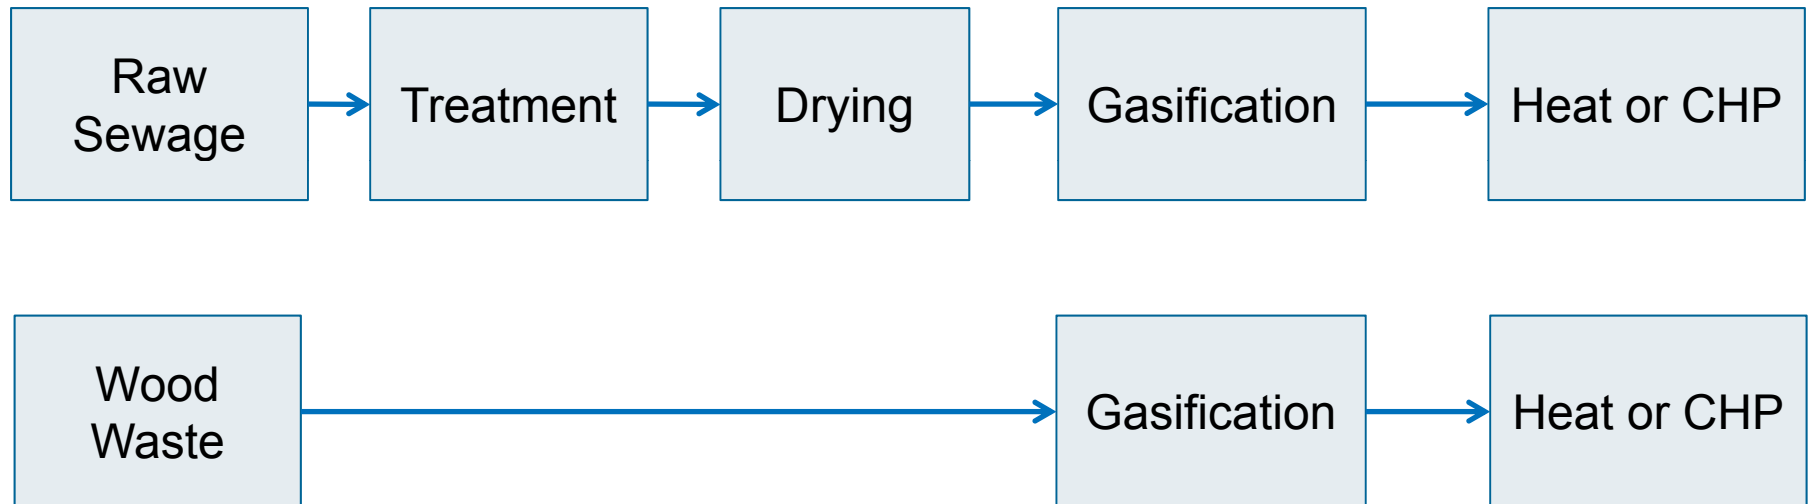 Raw
Sewage
Treatment
Drying
Gasification
Heat or CHP
Wood
Waste
Gasification
Heat or CHP